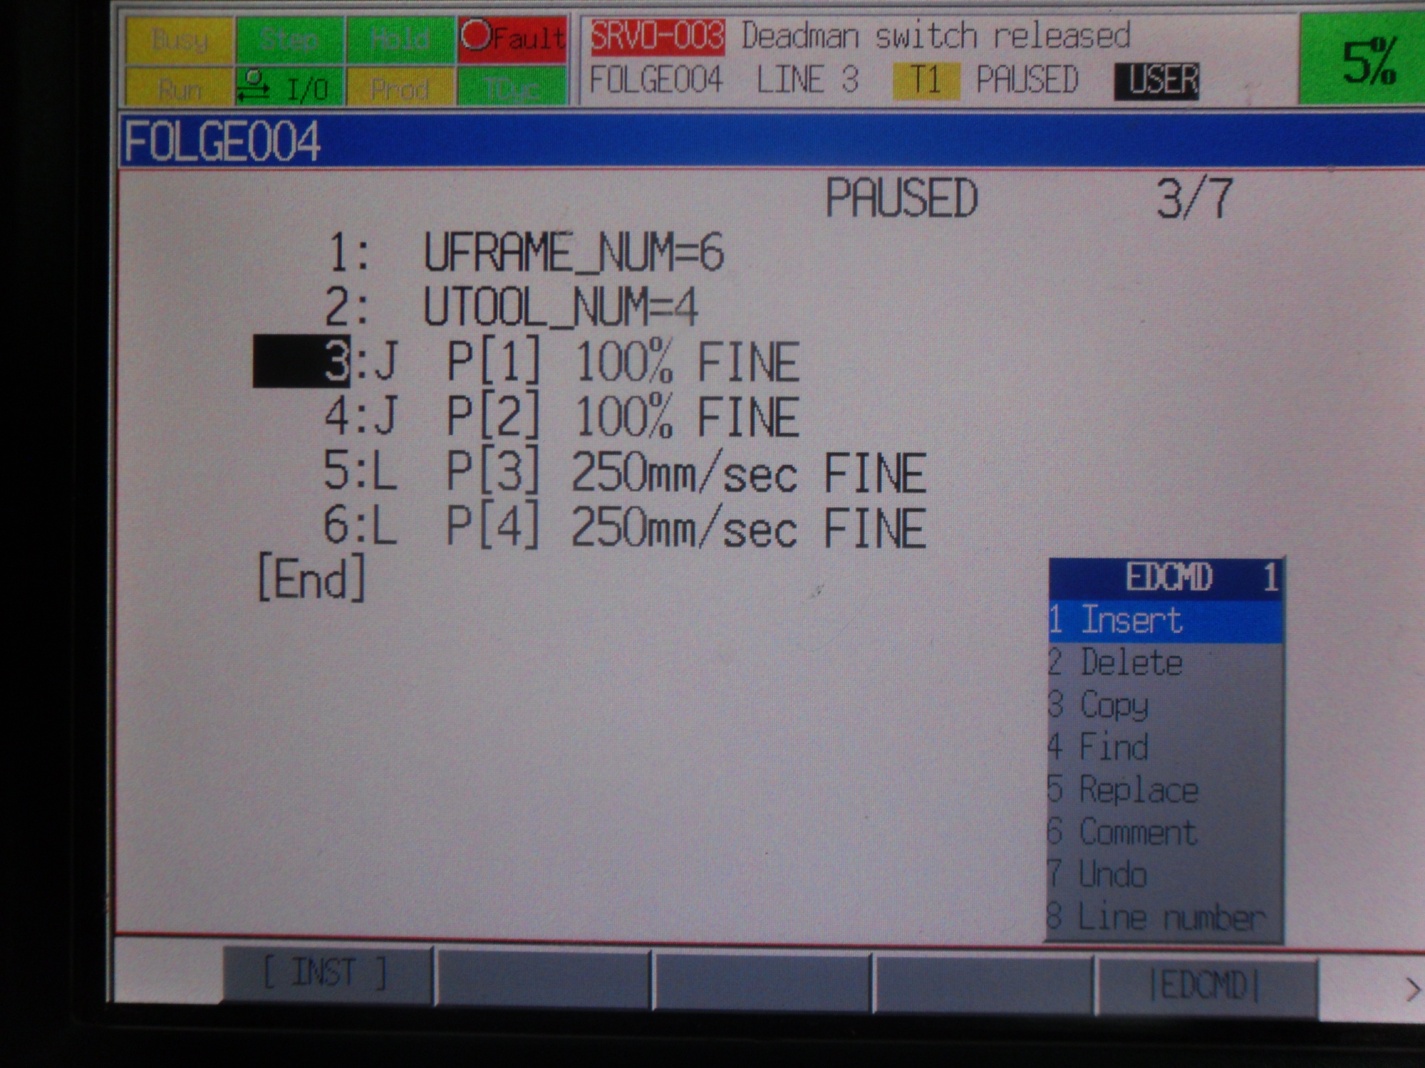 Busy Step Hold Fault SRVO-003 Deadman switch released
Run I/O Prod TCyc FOLGE004 LINE 3 T1 PAUSED USER
5%
FOLGE004
PAUSED 3/7
1: UFRAME_NUM=6
2: UTOOL_NUM=4
3:J P[1] 100% FINE
4:J P[2] 100% FINE
5:L P[3] 250mm/sec FINE
6:L P[4] 250mm/sec FINE
[End]
EDCMD 1
1 Insert
2 Delete
3 Copy
4 Find
5 Replace
6 Comment
7 Undo
8 Line number
[ INST ] |EDCMD| >